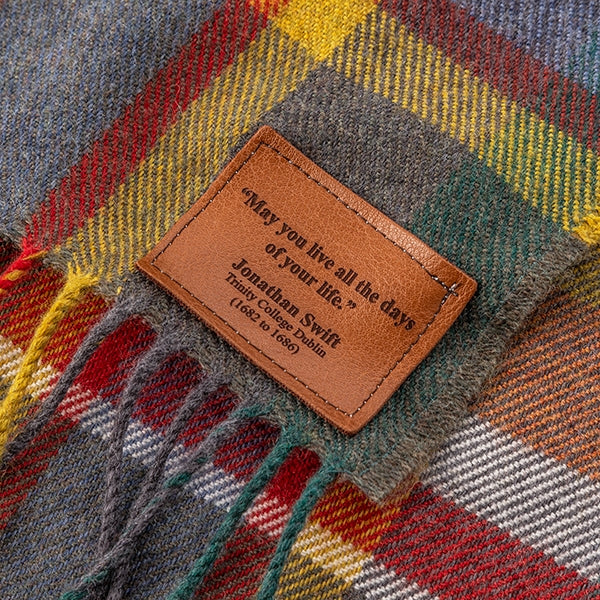 “May you live all the days
of your life.”
Jonathan Swift
Trinity College Dublin
(1682 to 1686)